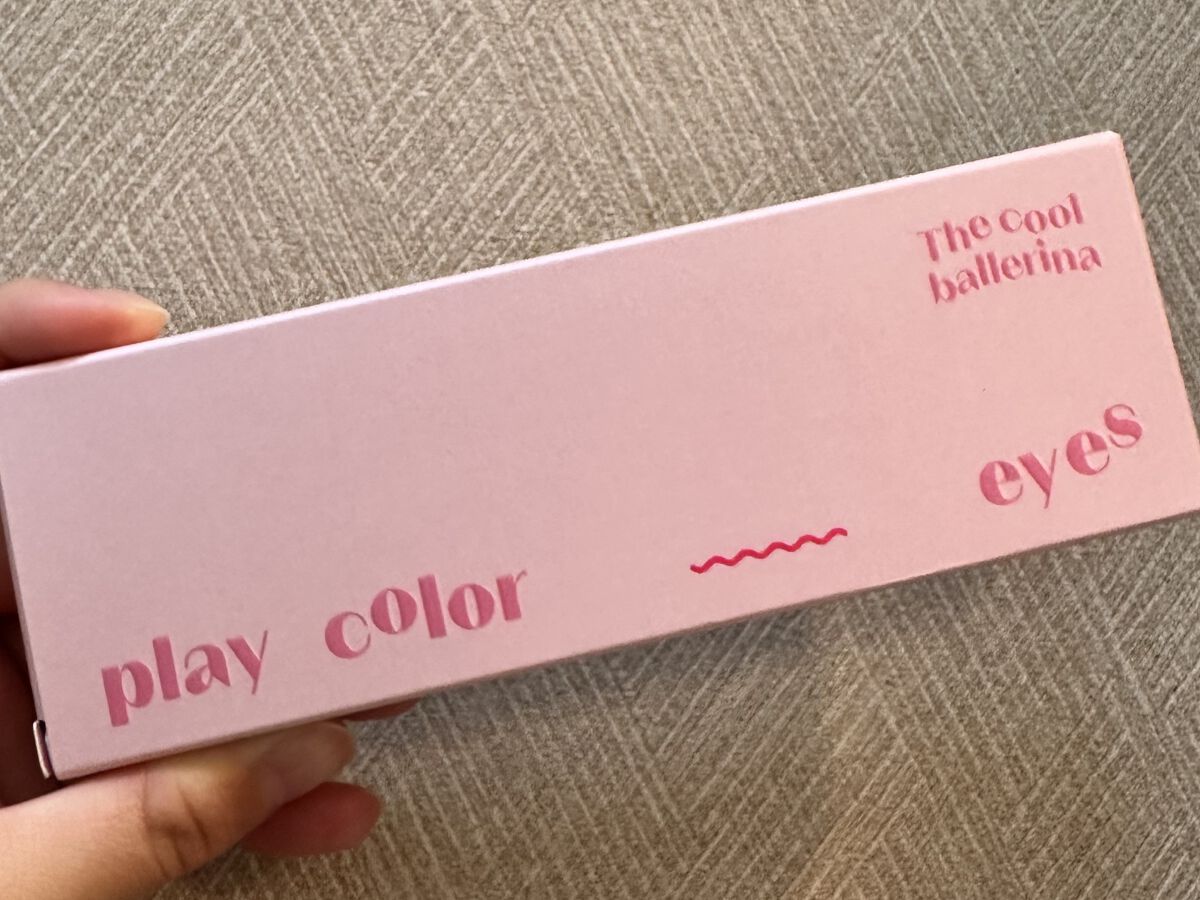 The cool
ballerina
play color eyes